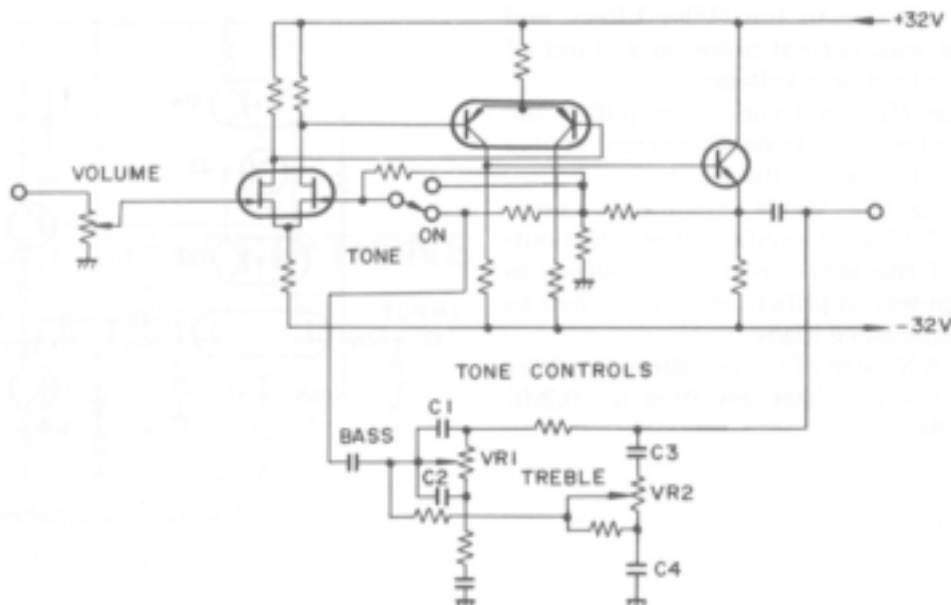 +32V
VOLUME
ON
TONE
-32V
TONE CONTROLS
C1
BASS
C3
VR1
C2
TREBLE
VR2
C4